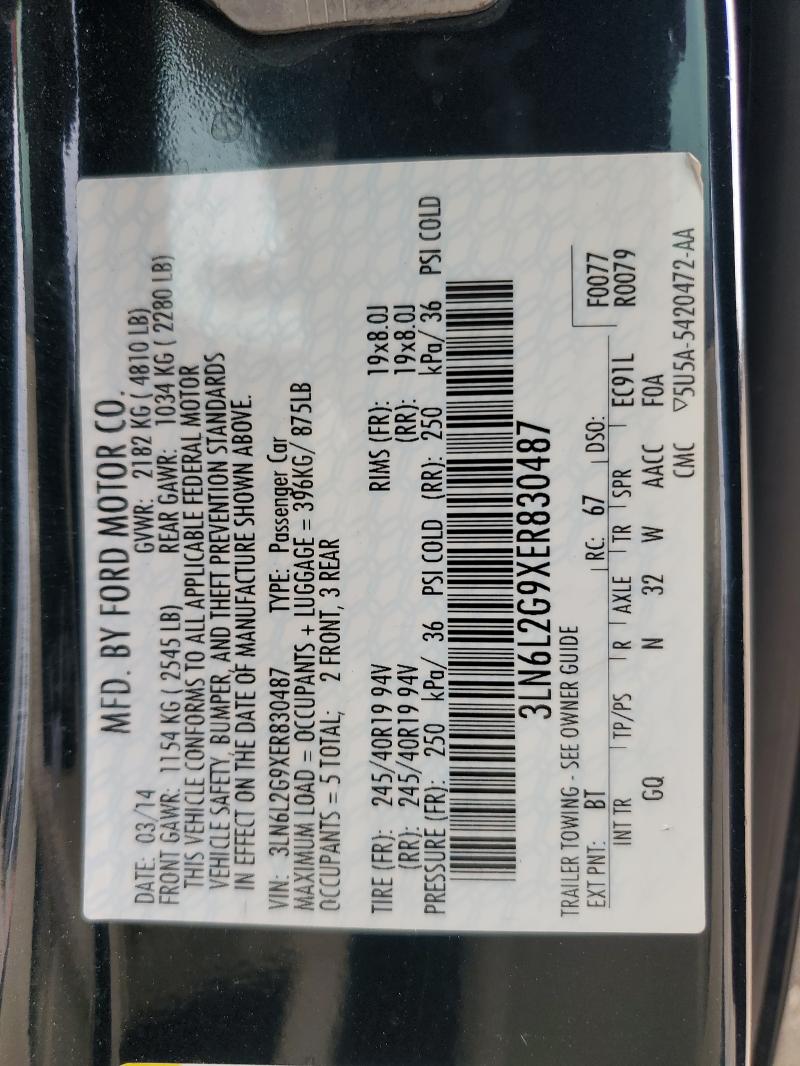 MFD. BY FORD MOTOR CO.
DATE: 03/14 GVWR: 2182 KG ( 4810 LB)
FRONT GAWR: 1154 KG ( 2545 LB) REAR GAWR: 1034 KG ( 2280 LB)
THIS VEHICLE CONFORMS TO ALL APPLICABLE FEDERAL MOTOR
VEHICLE SAFETY, BUMPER, AND THEFT PREVENTION STANDARDS
IN EFFECT ON THE DATE OF MANUFACTURE SHOWN ABOVE.
VIN: 3LN6L2G9XER830487 TYPE: Passenger Car
MAXIMUM LOAD = OCCUPANTS + LUGGAGE = 396KG/ 875LB
OCCUPANTS = 5 TOTAL; 2 FRONT, 3 REAR
TIRE (FR): 245/40R19 94V RIMS (FR): 19x8.0J
(RR): 245/40R19 94V (RR): 19x8.0J
PRESSURE (FR): 250 kPa/ 36 PSI COLD (RR): 250 kPa/ 36 PSI COLD
3LN6L2G9XER830487
TRAILER TOWING - SEE OWNER GUIDE
F0077
EXT PNT: BT RC: 67 DSO: R0079
INT TR TP/PS R AXLE TR SPR EC91L
GQ N 32 W AACC F0A
CMC ▽5U5A-5420472-AA